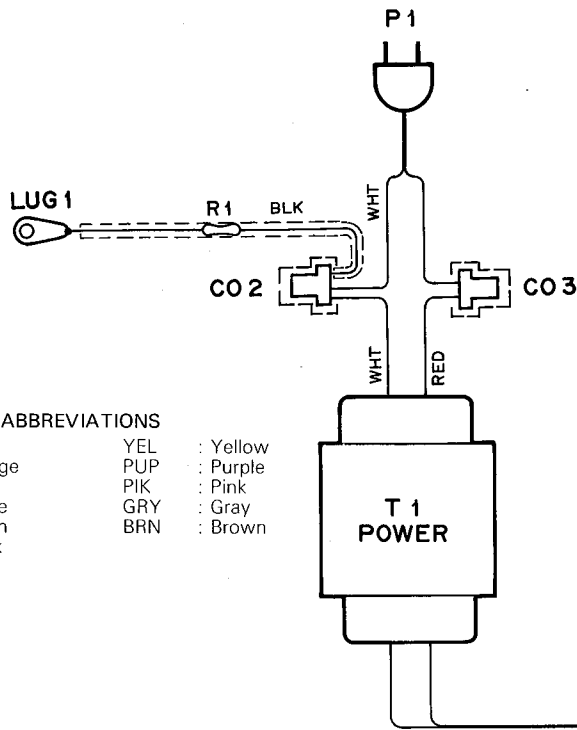 P1
WHT
LUG1
R1
BLK
CO2
CO3
WHT
RED
ABBREVIATIONS
YEL : Yellow
PUP : Purple
PIK : Pink
GRY : Gray
BRN : Brown
T1
POWER